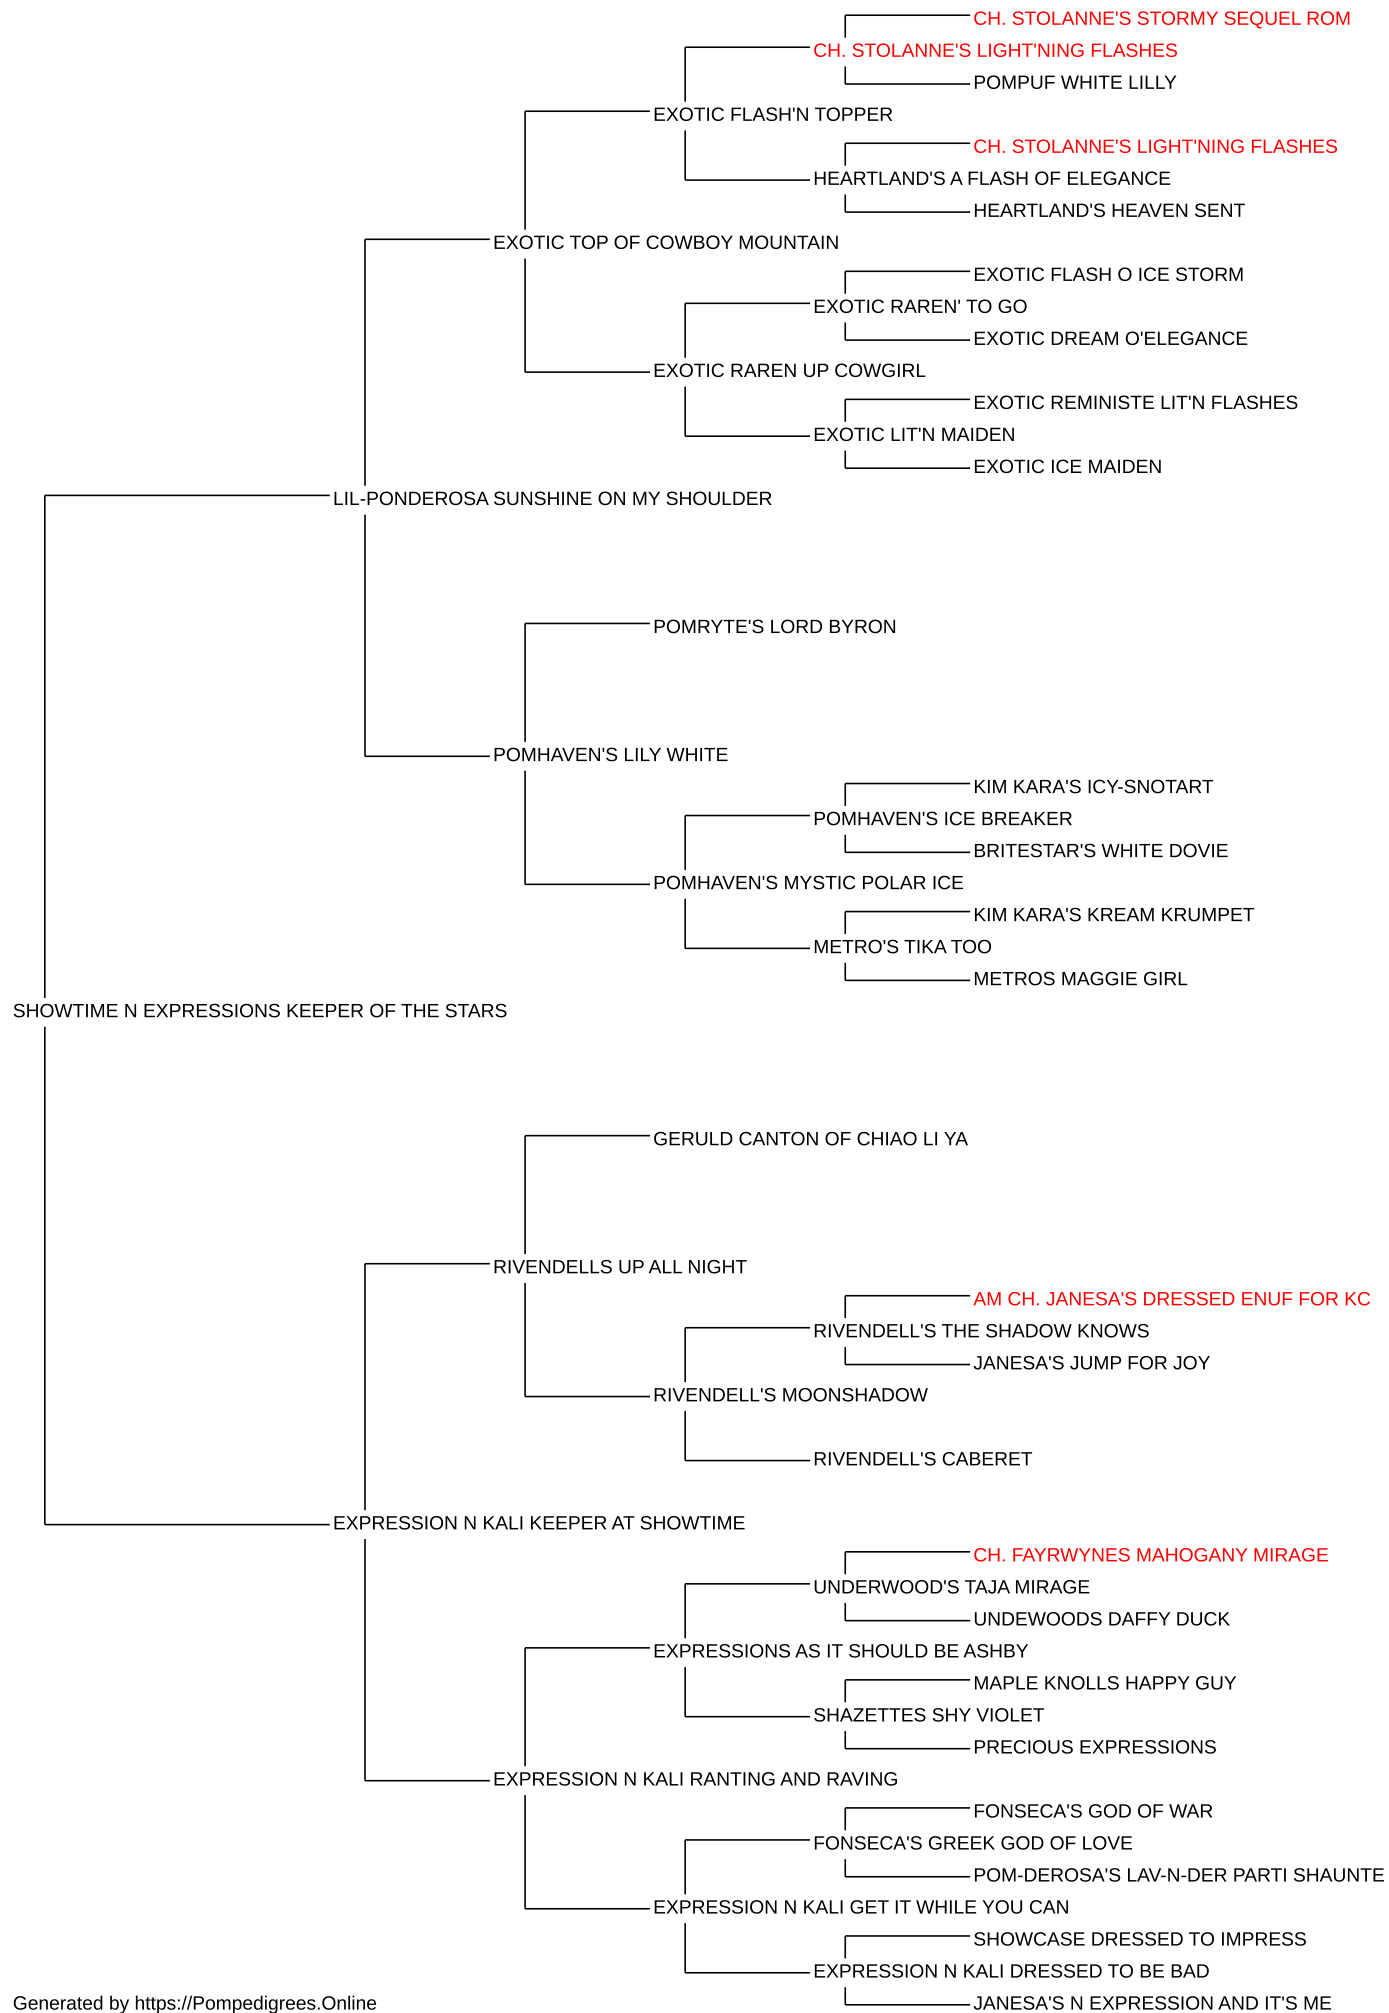 CH. STOLANNE'S STORMY SEQUEL ROM
CH. STOLANNE'S LIGHT'NING FLASHES
POMPUF WHITE LILLY
EXOTIC FLASH'N TOPPER
CH. STOLANNE'S LIGHT'NING FLASHES
HEARTLAND'S A FLASH OF ELEGANCE
HEARTLAND'S HEAVEN SENT
EXOTIC TOP OF COWBOY MOUNTAIN
EXOTIC FLASH O ICE STORM
EXOTIC RAREN' TO GO
EXOTIC DREAM O'ELEGANCE
EXOTIC RAREN UP COWGIRL
EXOTIC REMINISTE LIT'N FLASHES
EXOTIC LIT'N MAIDEN
EXOTIC ICE MAIDEN
LIL-PONDEROSA SUNSHINE ON MY SHOULDER
POMRYTE'S LORD BYRON
POMHAVEN'S LILY WHITE
KIM KARA'S ICY-SNOTART
POMHAVEN'S ICE BREAKER
BRITESTAR'S WHITE DOVIE
POMHAVEN'S MYSTIC POLAR ICE
KIM KARA'S KREAM KRUMPET
METRO'S TIKA TOO
METROS MAGGIE GIRL
SHOWTIME N EXPRESSIONS KEEPER OF THE STARS
GERULD CANTON OF CHIAO LI YA
RIVENDELLS UP ALL NIGHT
AM CH. JANESA'S DRESSED ENUF FOR KC
RIVENDELL'S THE SHADOW KNOWS
JANESA'S JUMP FOR JOY
RIVENDELL'S MOONSHADOW
RIVENDELL'S CABERET
EXPRESSION N KALI KEEPER AT SHOWTIME
CH. FAYRWYNES MAHOGANY MIRAGE
UNDERWOOD'S TAJA MIRAGE
UNDEWOODS DAFFY DUCK
EXPRESSIONS AS IT SHOULD BE ASHBY
MAPLE KNOLLS HAPPY GUY
SHAZETTES SHY VIOLET
PRECIOUS EXPRESSIONS
EXPRESSION N KALI RANTING AND RAVING
FONSECA'S GOD OF WAR
FONSECA'S GREEK GOD OF LOVE
POM-DEROSA'S LAV-N-DER PARTI SHAUNTE
EXPRESSION N KALI GET IT WHILE YOU CAN
SHOWCASE DRESSED TO IMPRESS
EXPRESSION N KALI DRESSED TO BE BAD
JANESA'S N EXPRESSION AND IT'S ME
Generated by https://Pompedigrees.Online